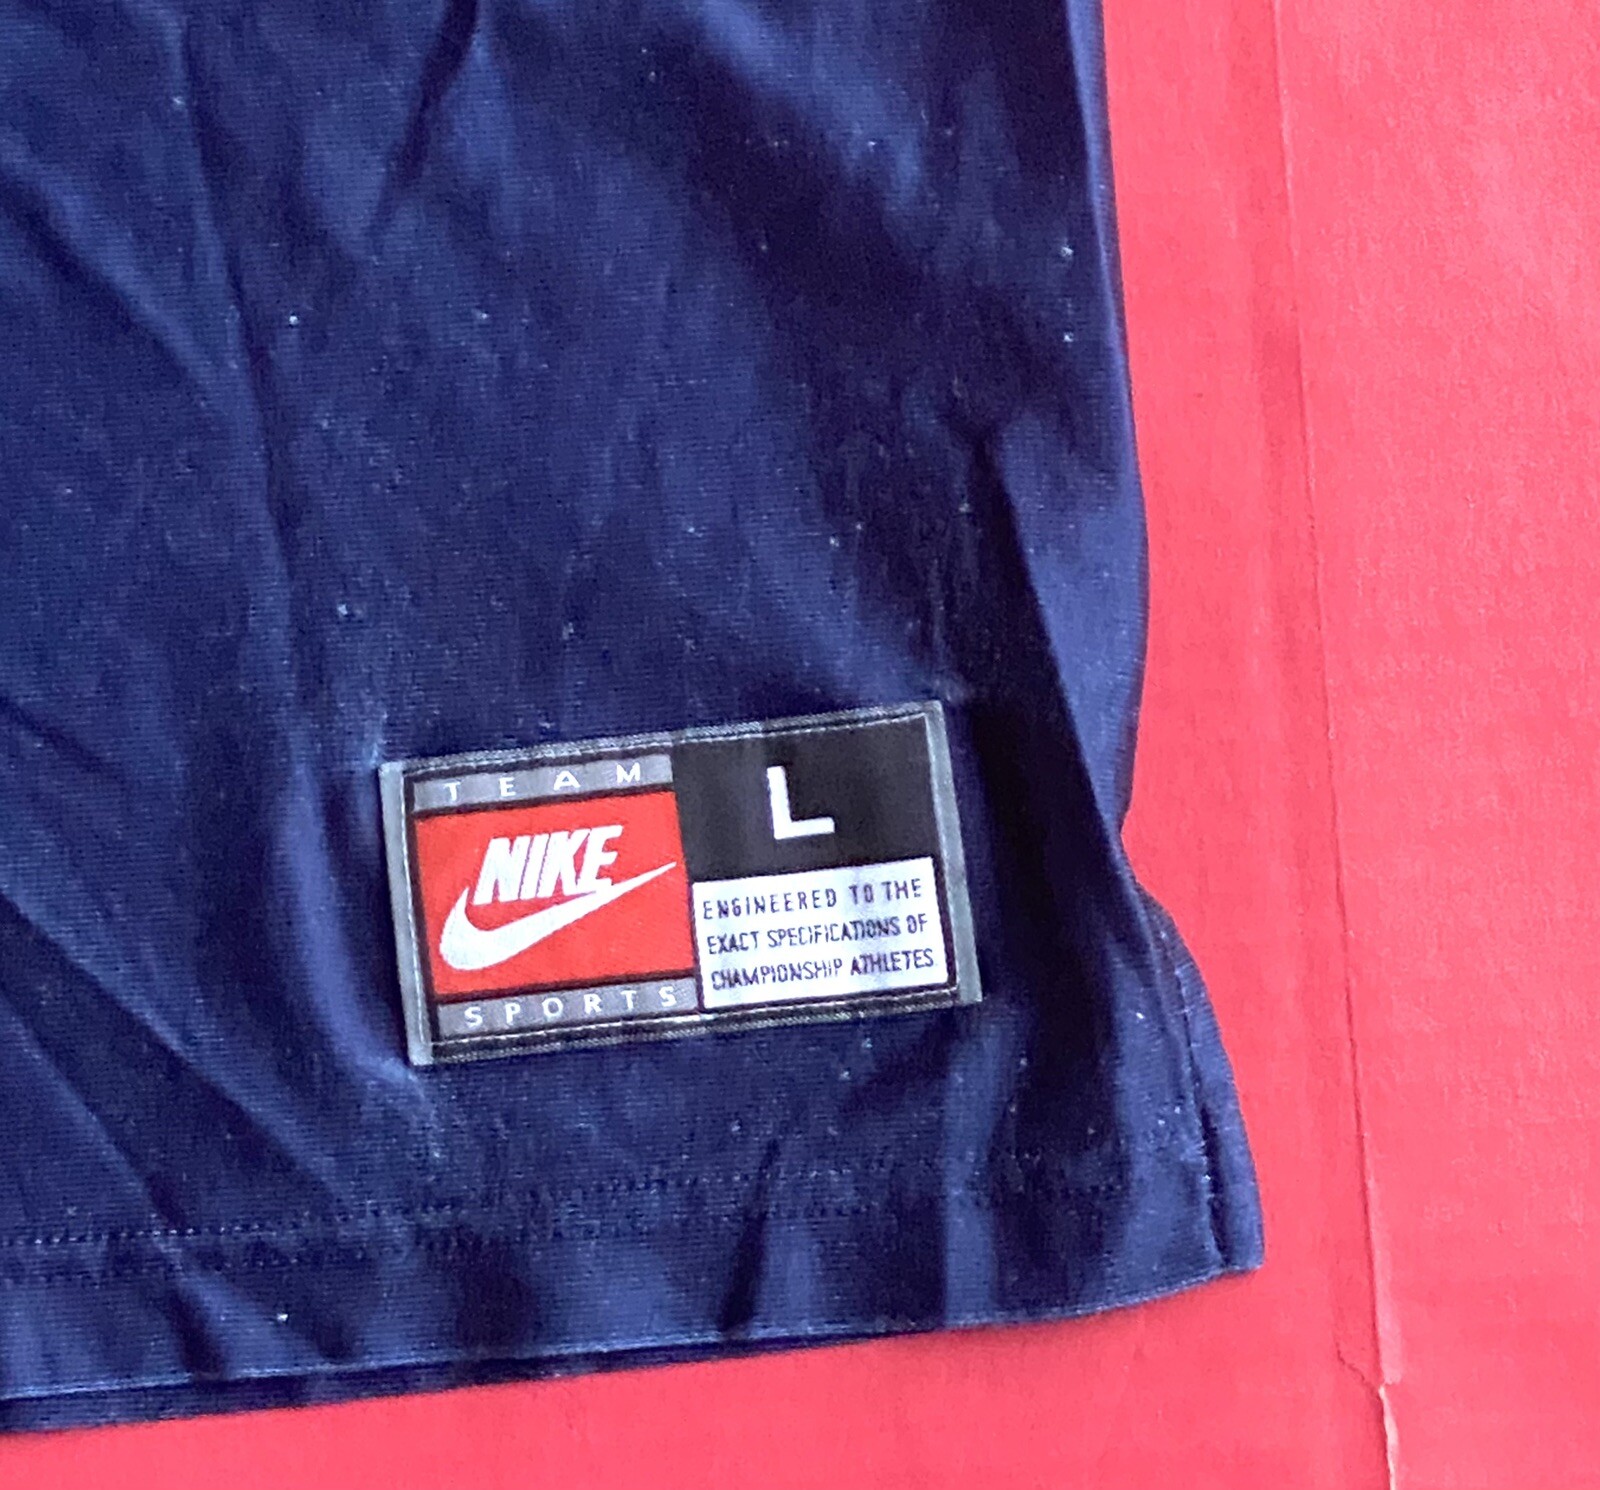 TEAM
NIKE
SPORTS
L
ENGINEERED TO THE
EXACT SPECIFICATIONS OF
CHAMPIONSHIP ATHLETES